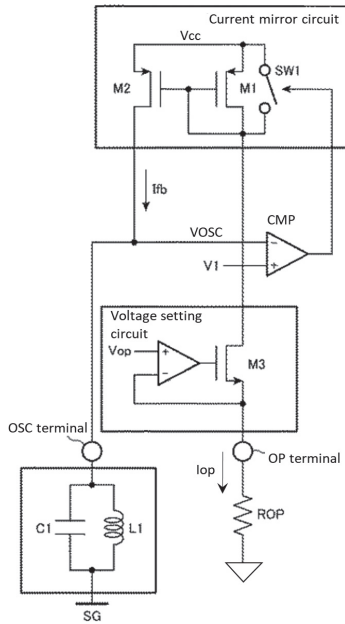 Current mirror circuit
Vcc
SW1
M2
M1
Ifb
CMP
VOSC
V1
Voltage setting
circuit
Vop
M3
OSC terminal
OP terminal
Iop
C1
L1
ROP
SG